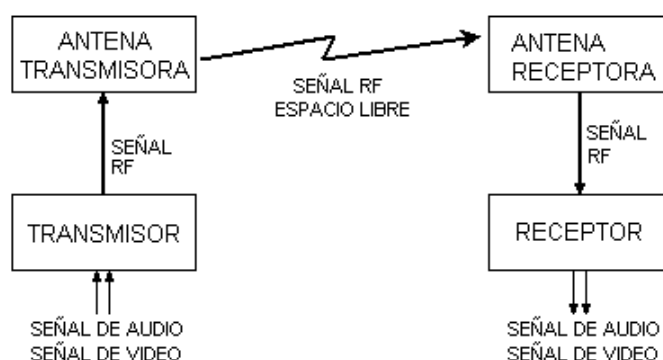 ANTENA
TRANSMISORA
SEÑAL RF
ESPACIO LIBRE
ANTENA
RECEPTORA
SEÑAL
RF
SEÑAL
RF
TRANSMISOR
RECEPTOR
SEÑAL DE AUDIO
SEÑAL DE VIDEO
SEÑAL DE AUDIO
SEÑAL DE VIDEO